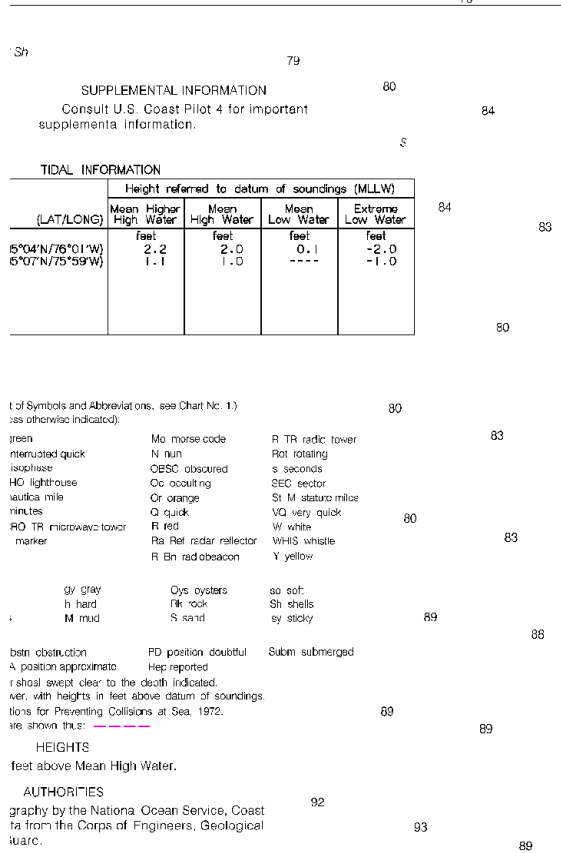 Sh
79
SUPPLEMENTAL INFORMATION
80
Consult U.S. Coast Pilot 4 for important
84
supplementa information.
S
TIDAL INFORMATION
Height referred to datum of soundings (MLLW)
(LAT/LONG) Mean Higher High Water Mean High Water Mean Low Water Extreme Low Water
84
83
feet feet feet feet
5°04'N/76°01'W) 2.2 2.0 0.1 -2.0
5°07'N/75°59'W) 1.1 1.0 ---- -1.0
80
t of Symbols and Abbreviations, see Chart No. 1.)
80
ess otherwise indicated):
green Mo morse code R TR radio tower
83
nterrupted quick N nun Rot rotating
isophase OBSC obscured s seconds
HO lighthouse Oc occulting SEC sector
nautica mile Or orange St M statute miles
minutes Q quick VQ very quick
80
RO TR microwave tower R red W white
marker Ra Ref radar reflector WHIS whistle
83
R Bn radiobeacon Y yellow
gy gray Oys oysters so soft
h hard Rk rock Sh shells
s M mud S sand sy sticky
89
88
bstn obstruction PD position doubtful Subm submerged
A position approximate Rep reported
r shoal swept clear to the depth indicated.
wer, with heights in feet above datum of soundings.
tions for Preventing Collisions at Sea, 1972.
89
are shown thus:
89
HEIGHTS
feet above Mean High Water.
AUTHORITIES
92
graphy by the National Ocean Service, Coast
ta from the Corps of Engineers, Geological
93
Guard.
89